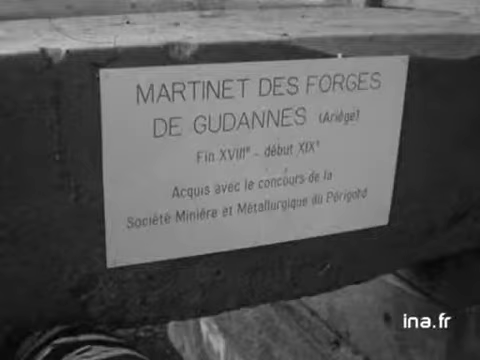 MARTINET DES FORGES
DE GUDANNES (Ariège)
Fin XVIIIᵉ - début XIXᵉ
Acquis avec le concours de la
Société Minière et Métallurgique du Périgord
ina.fr